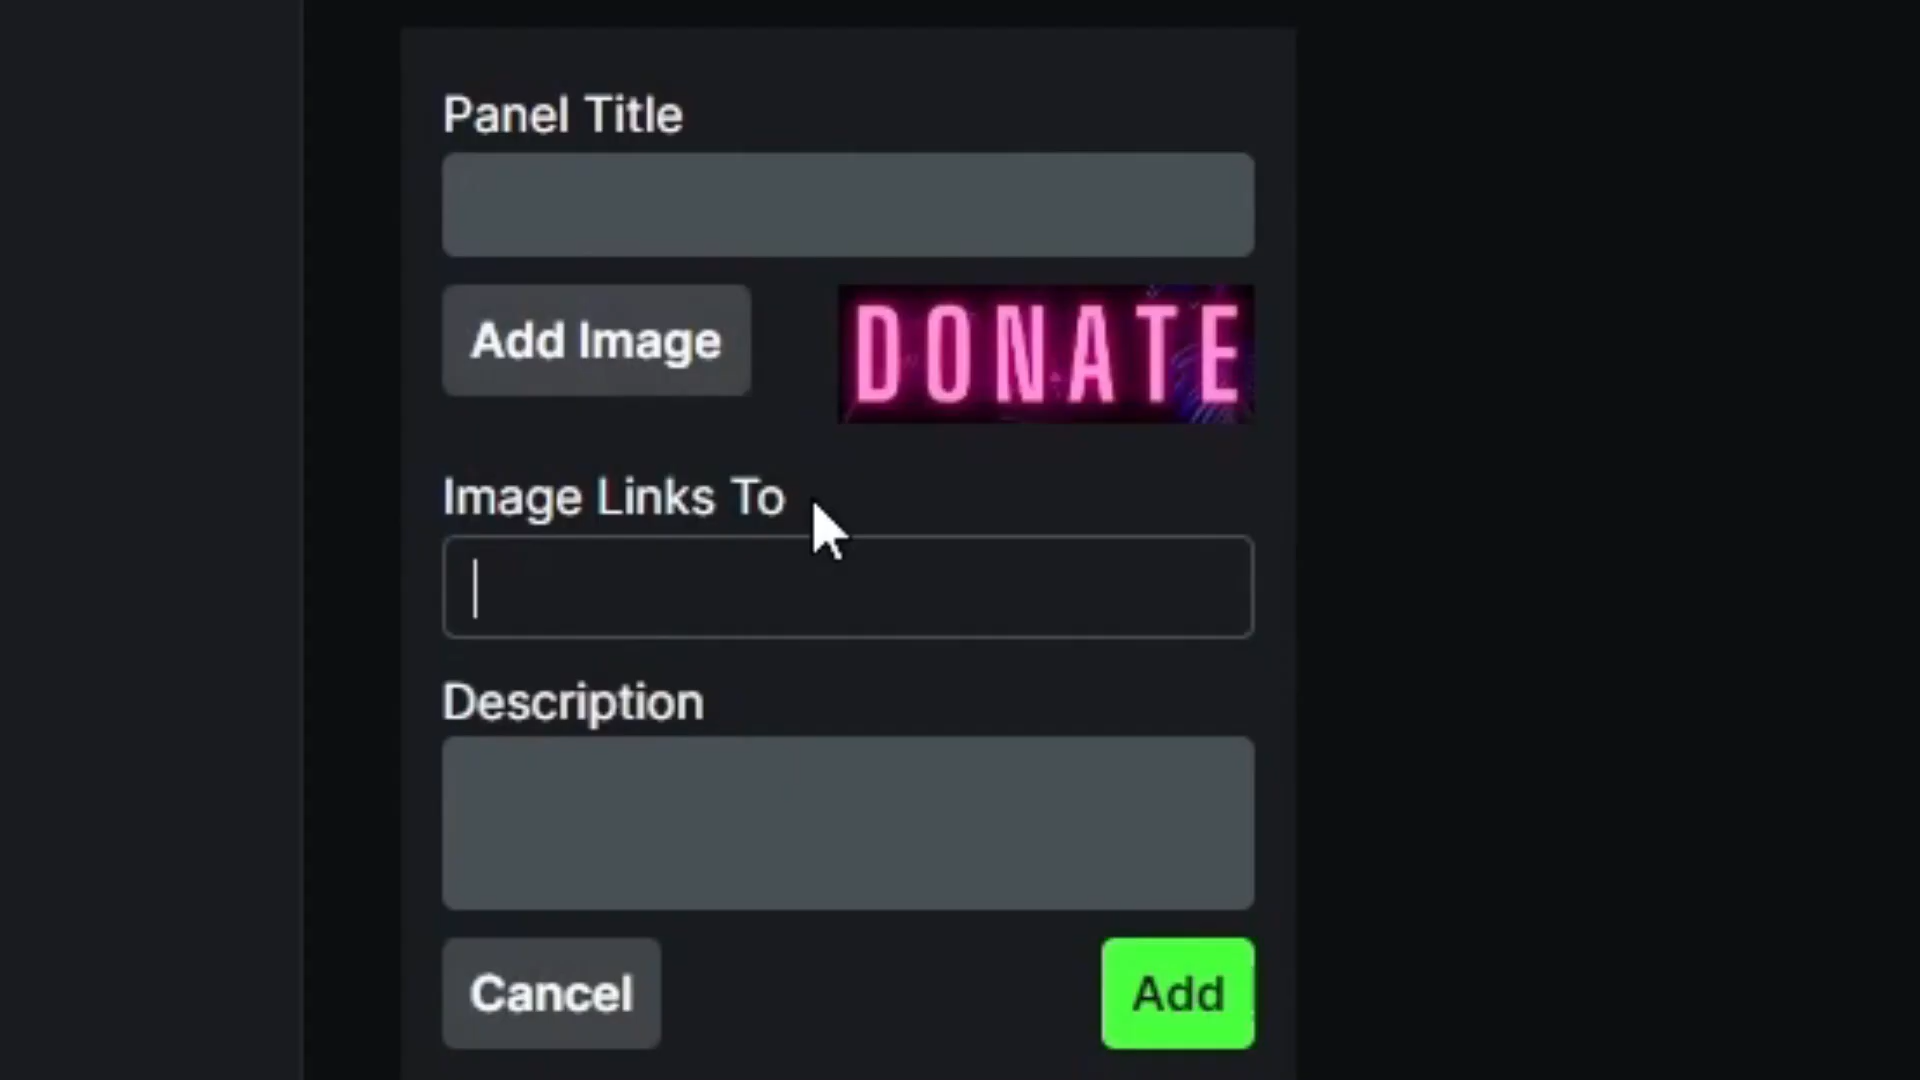 Panel Title
Add Image
DONATE
Image Links To
Description
Cancel
Add